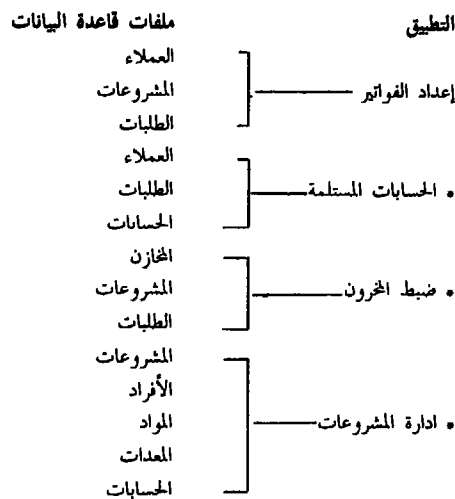 التطبيق ملفات قاعدة البيانات
العملاء
إعداد الفواتير المشروعات
الطلبات
العملاء
• الحسابات المستلمة الطلبات
الحسابات
المخازن
• ضبط المخزون المشروعات
الطلبات
المشروعات
الأفراد
• ادارة المشروعات المواد
المعدات
الحسابات